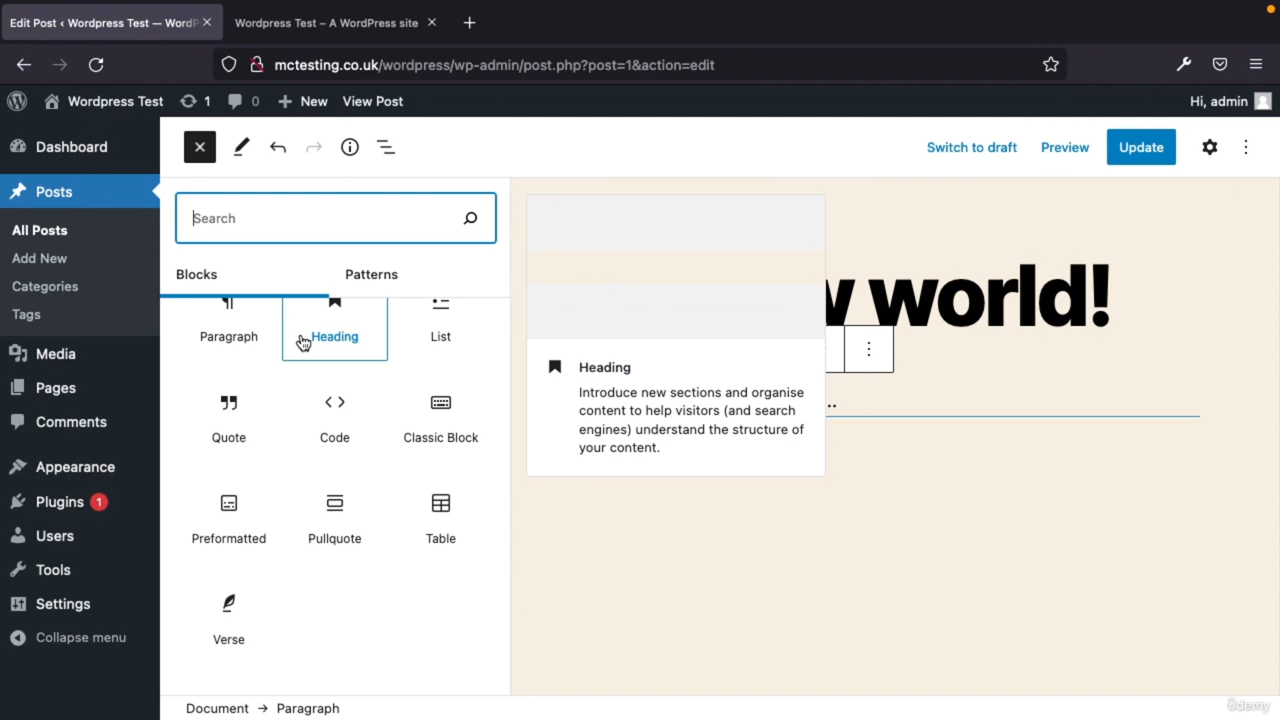 Edit Post ‹ Wordpress Test — WordP
Wordpress Test – A WordPress site
mctesting.co.uk/wordpress/wp-admin/post.php?post=1&action=edit
Wordpress Test
1
0
New
View Post
Hi, admin
Dashboard
Posts
All Posts
Add New
Categories
Tags
Media
Pages
Comments
Appearance
Plugins 1
Users
Tools
Settings
Collapse menu
Switch to draft
Preview
Update
Search
Blocks
Patterns
Paragraph
Heading
List
Quote
Code
Classic Block
Preformatted
Pullquote
Table
Verse
Heading
Introduce new sections and organise
content to help visitors (and search
engines) understand the structure of
your content.
w world!
Document → Paragraph
ûdemy